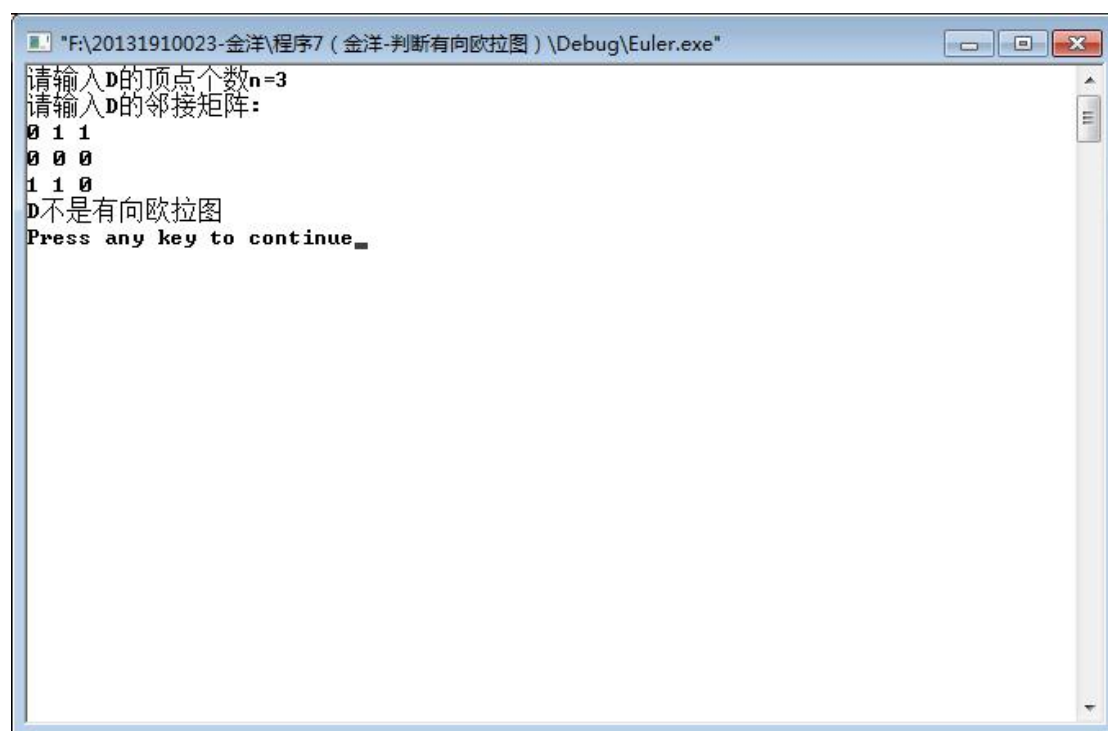 "F:\20131910023-金洋\程序7（金洋-判断有向欧拉图）\Debug\Euler.exe"
请输入D的顶点个数n=3
请输入D的邻接矩阵:
0 1 1
0 0 0
1 1 0
D不是有向欧拉图
Press any key to continue